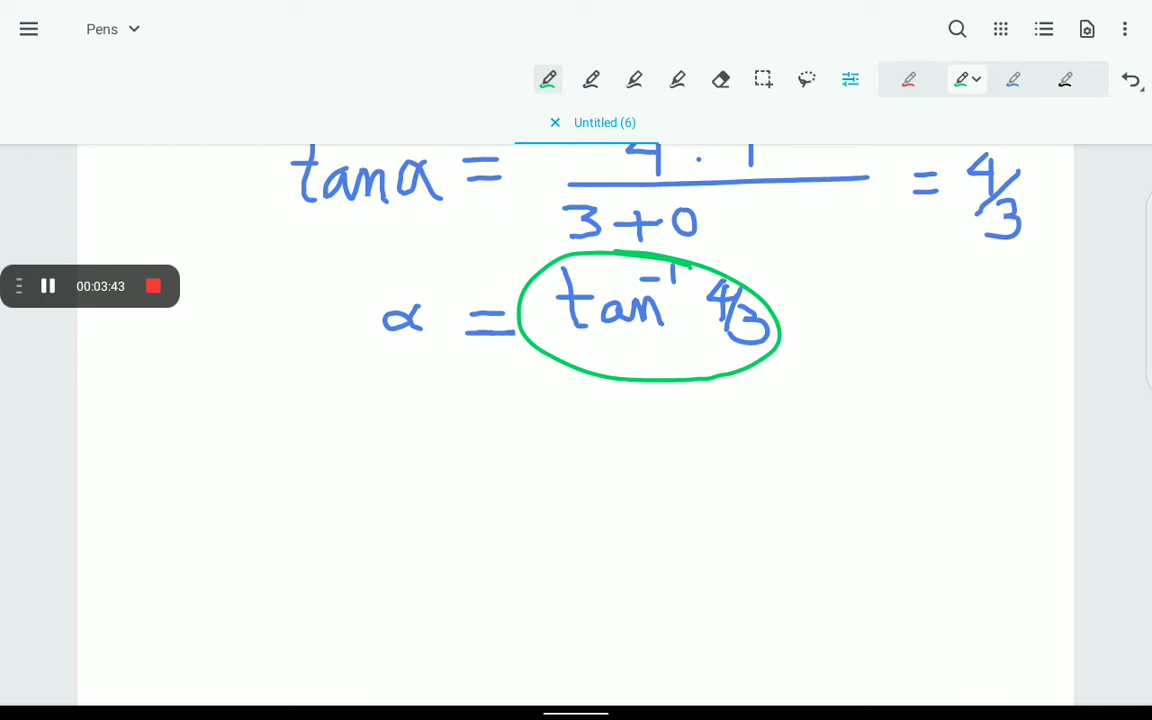 Pens
Untitled (6)
tanα = 4 · 1 / 3 + 0 = 4/3
00:03:43
α = tan⁻¹ 4/3